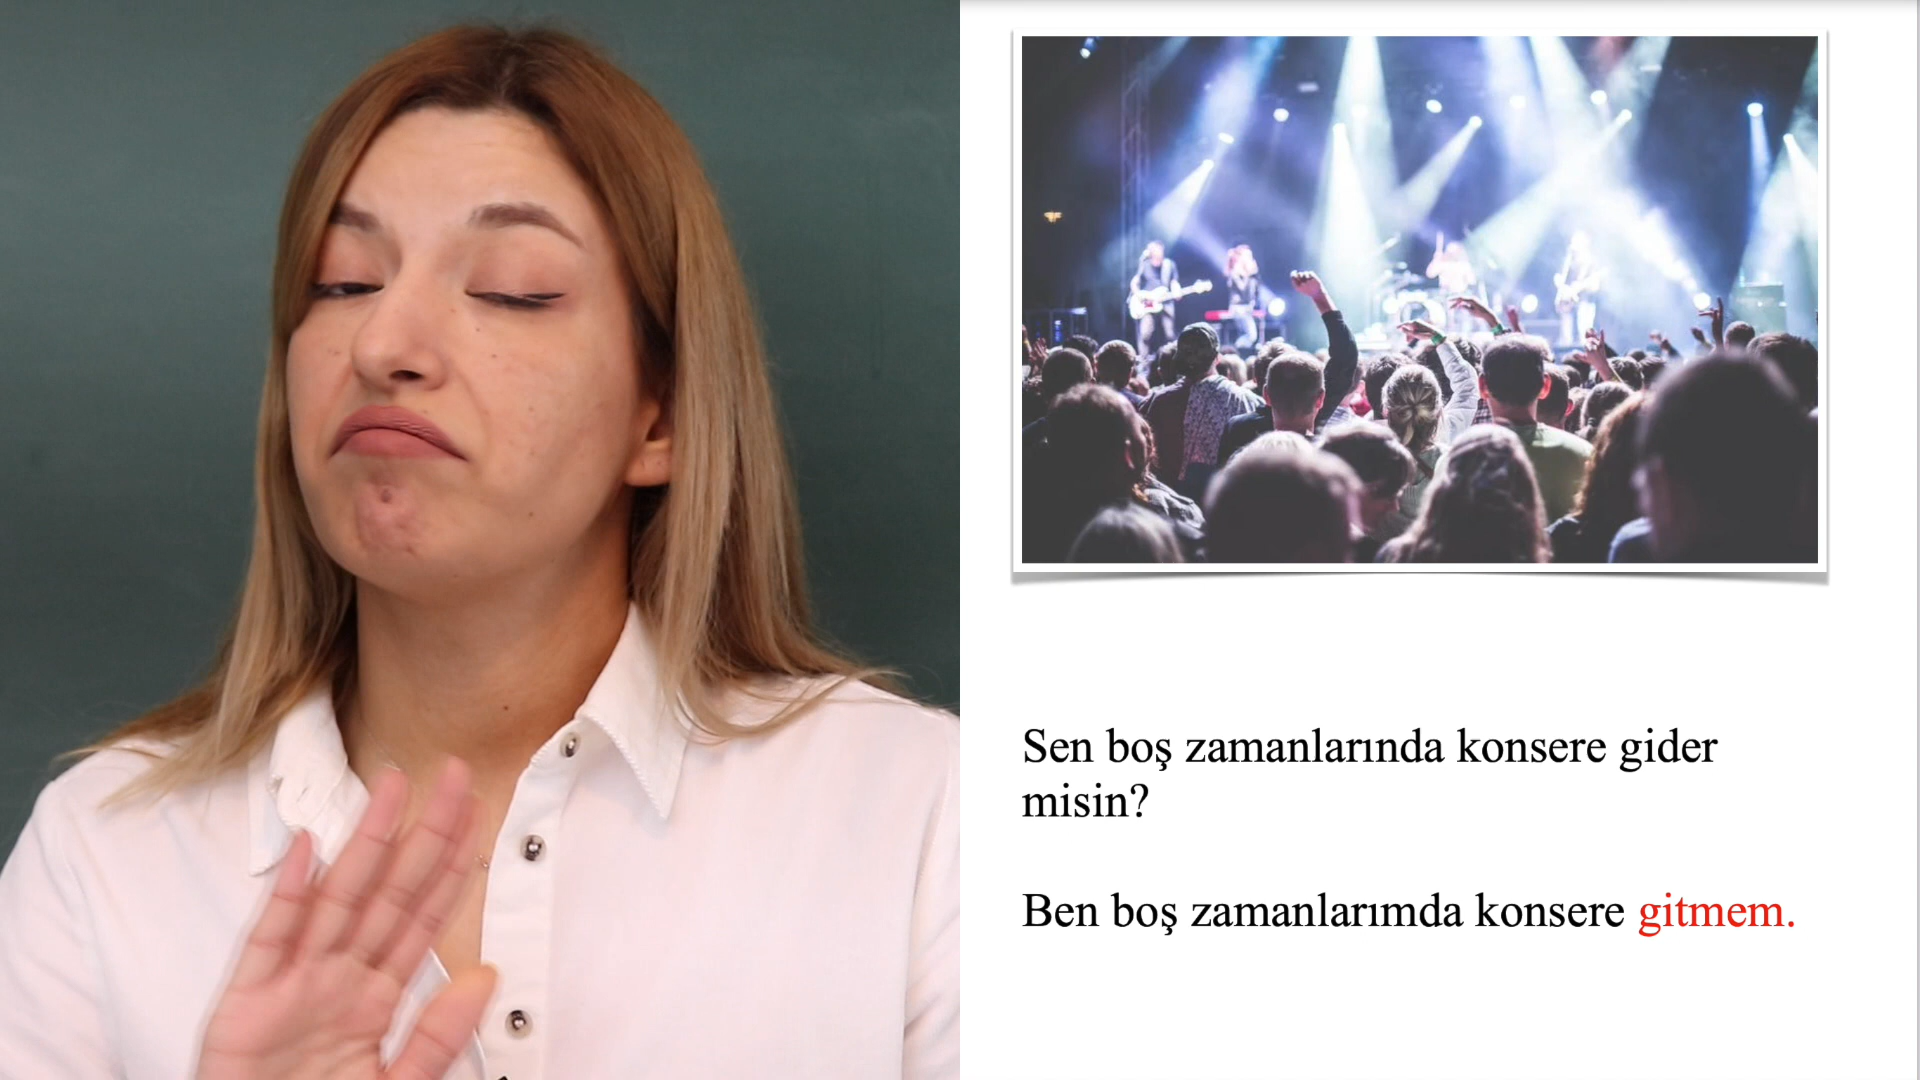 Sen boş zamanlarında konsere gider
misin?
Ben boş zamanlarımda konsere gitmem.